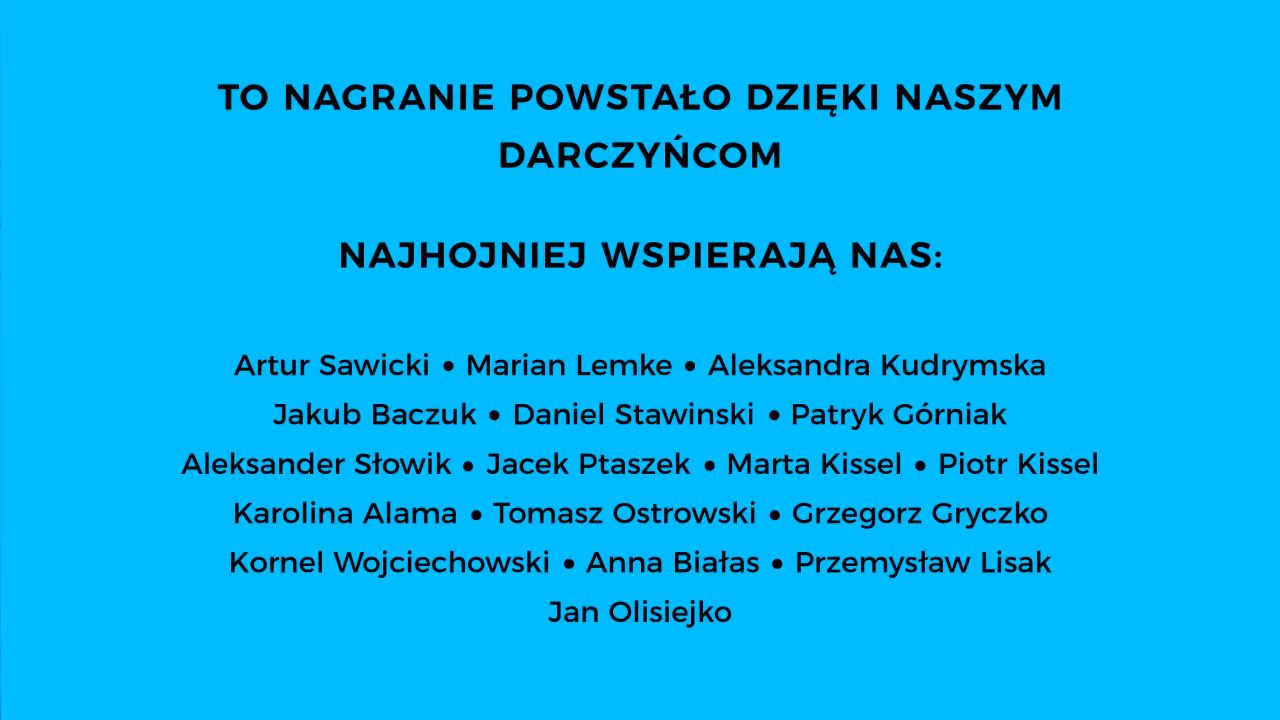 TO NAGRANIE POWSTAŁO DZIĘKI NASZYM
DARCZYŃCOM
NAJHOJNIEJ WSPIERAJĄ NAS:
Artur Sawicki • Marian Lemke • Aleksandra Kudrymska
Jakub Baczuk • Daniel Stawinski • Patryk Górniak
Aleksander Słowik • Jacek Ptaszek • Marta Kissel • Piotr Kissel
Karolina Alama • Tomasz Ostrowski • Grzegorz Gryczko
Kornel Wojciechowski • Anna Białas • Przemysław Lisak
Jan Olisiejko